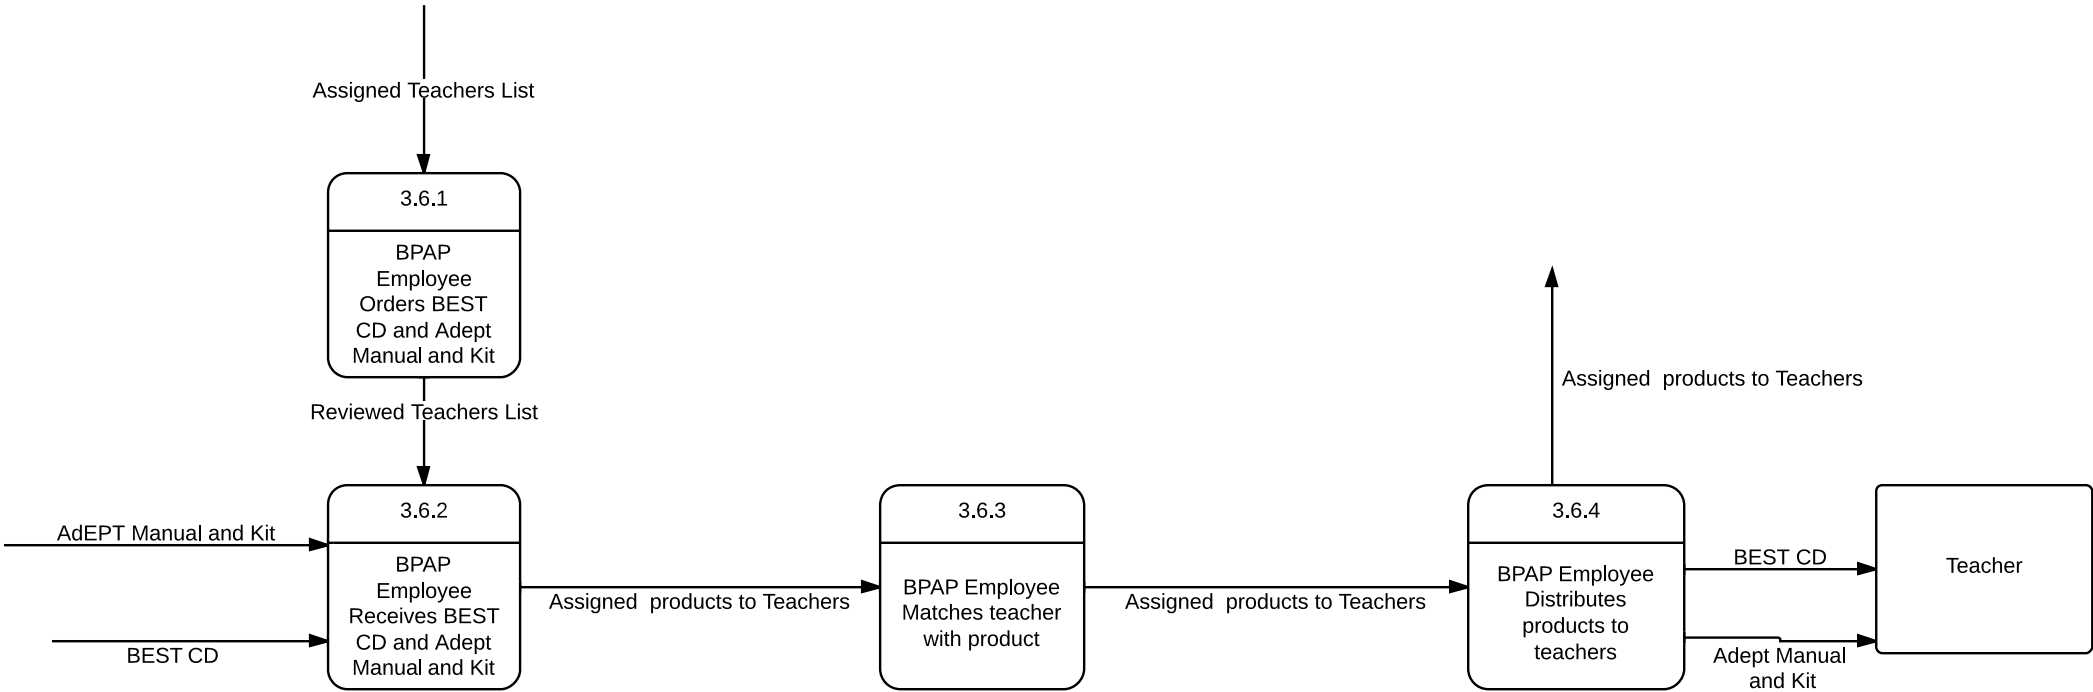 Assigned Teachers List
3.6.1
BPAP
Employee
Orders BEST
CD and Adept
Manual and Kit
Reviewed Teachers List
AdEPT Manual and Kit
BEST CD
3.6.2
BPAP
Employee
Receives BEST
CD and Adept
Manual and Kit
Assigned  products to Teachers
3.6.3
BPAP Employee
Matches teacher
with product
Assigned  products to Teachers
3.6.4
BPAP Employee
Distributes
products to
teachers
Assigned  products to Teachers
BEST CD
Adept Manual
and Kit
Teacher